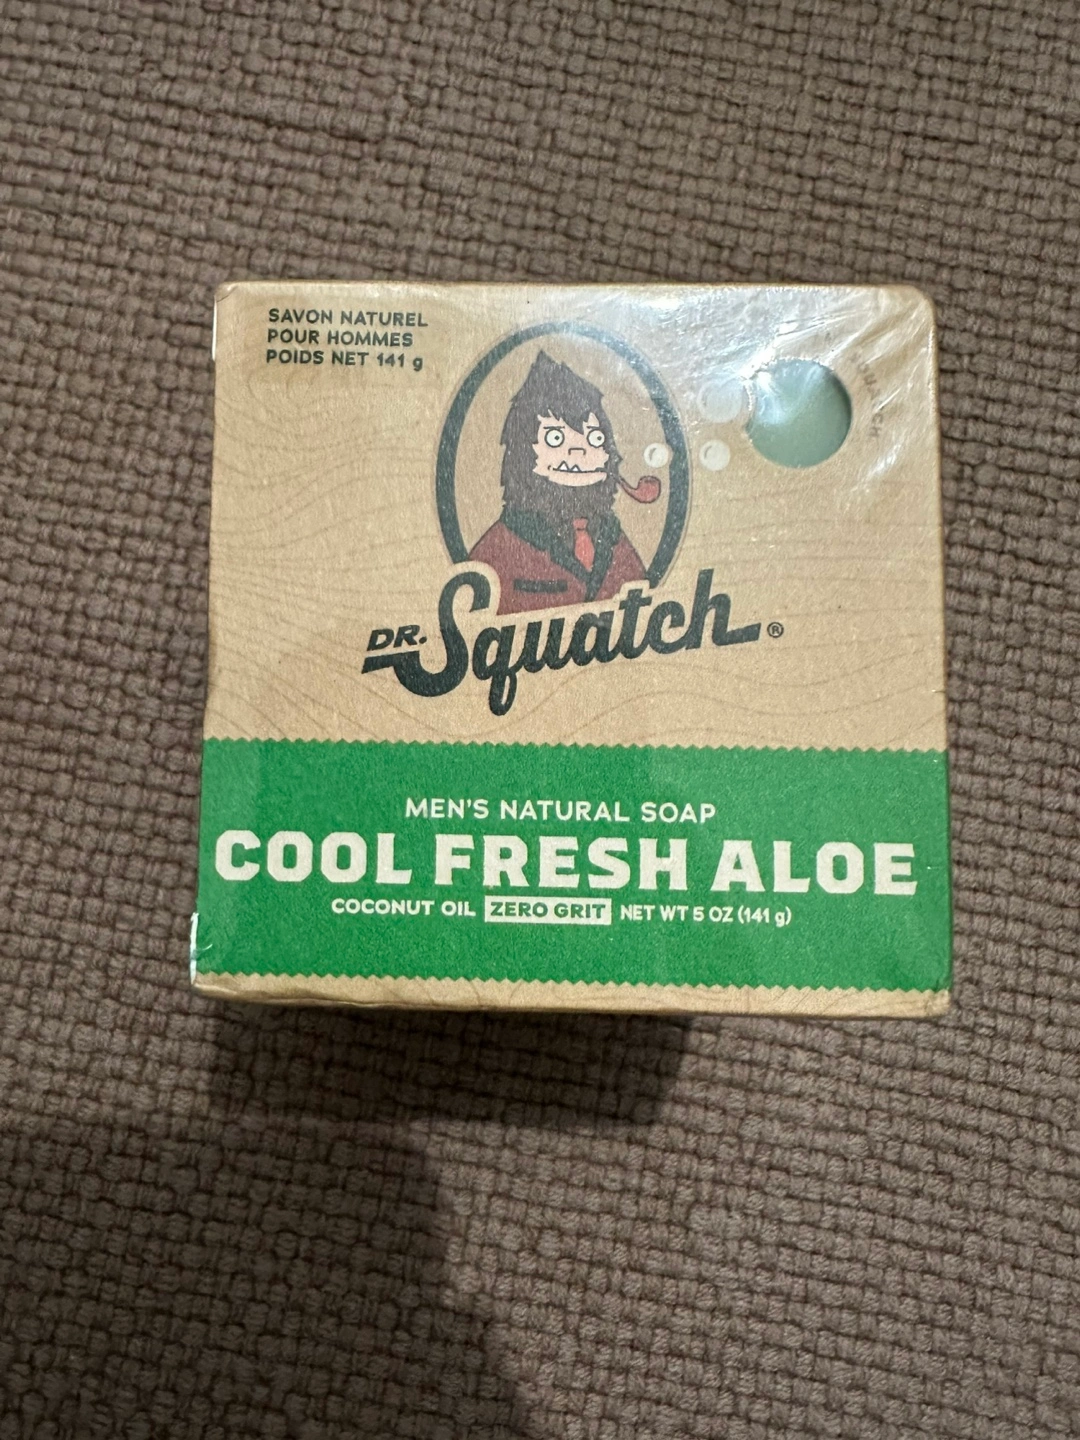 SAVON NATUREL
POUR HOMMES
POIDS NET 141 g
DR. Squatch®
MEN'S NATURAL SOAP
COOL FRESH ALOE
COCONUT OIL ZERO GRIT NET WT 5 OZ (141 g)